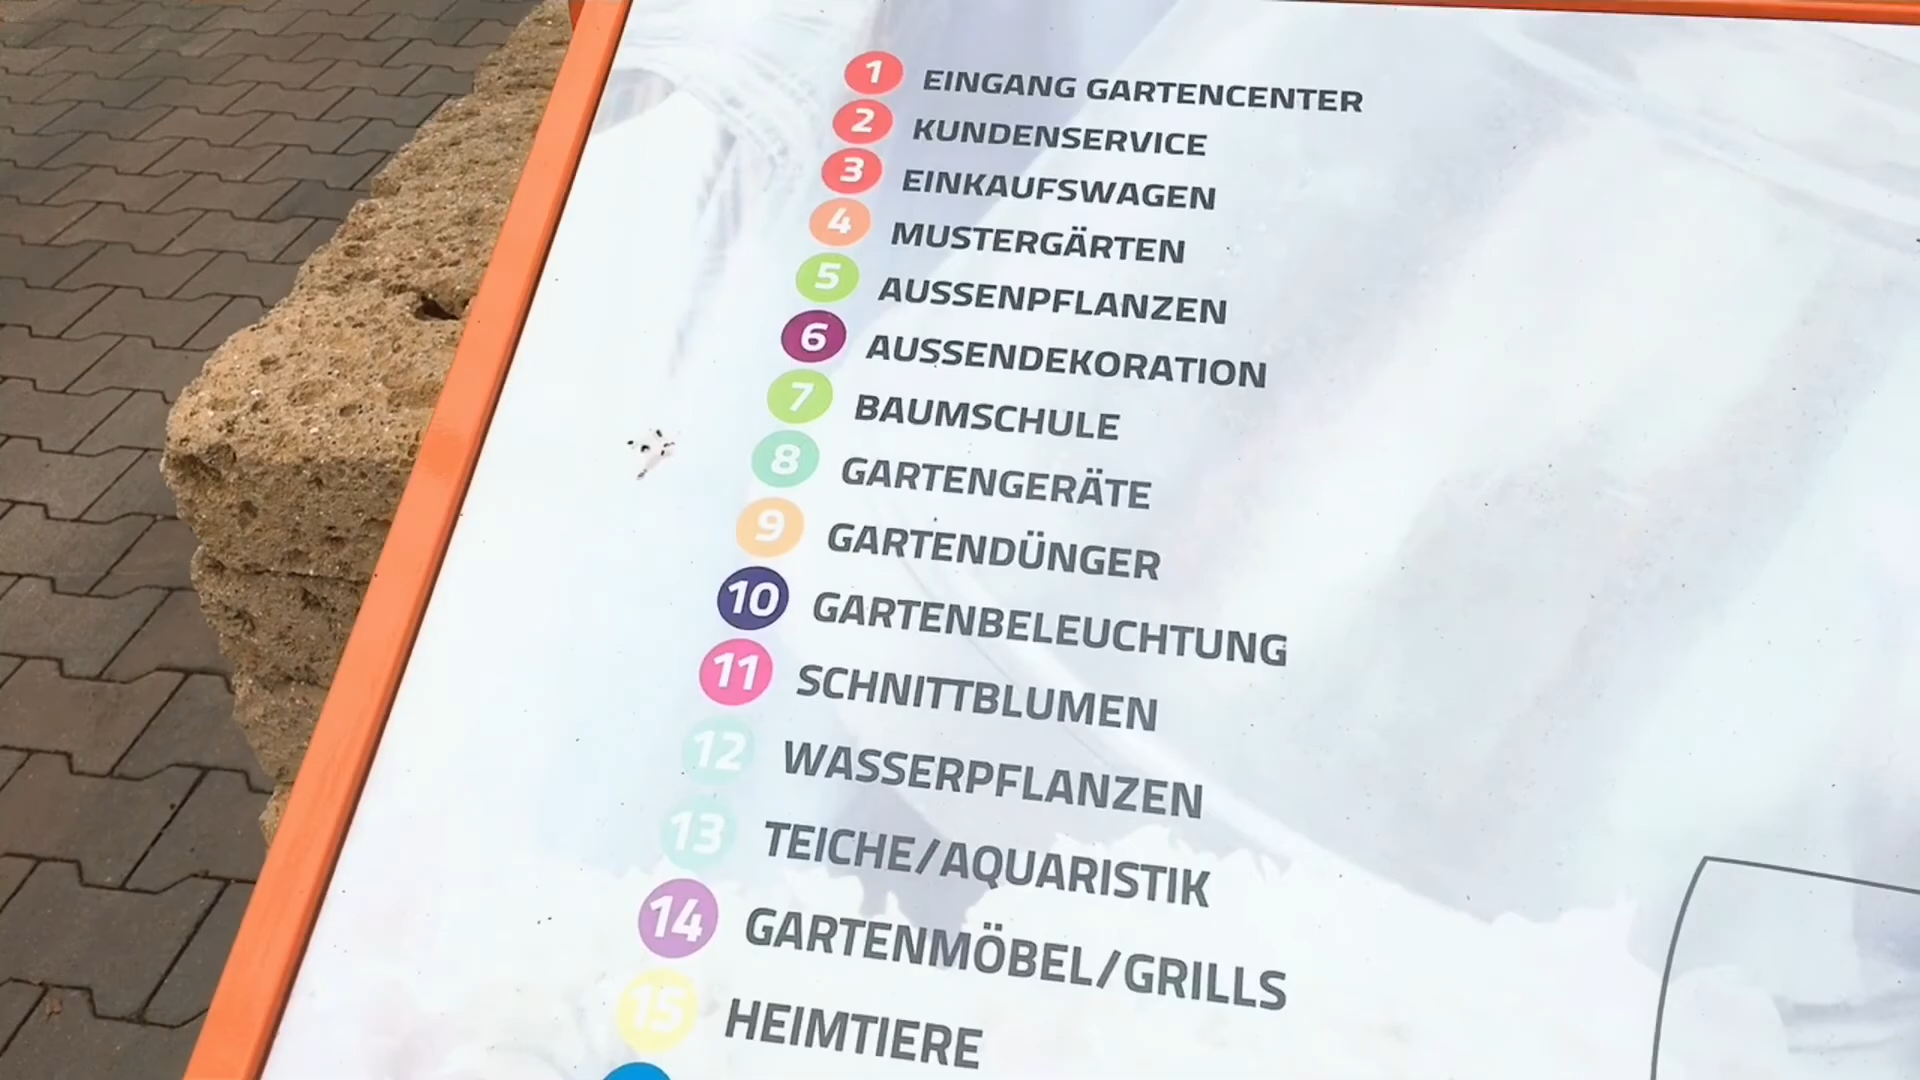 1 EINGANG GARTENCENTER
2 KUNDENSERVICE
3 EINKAUFSWAGEN
4 MUSTERGÄRTEN
5 AUSSENPFLANZEN
6 AUSSENDEKORATION
7 BAUMSCHULE
8 GARTENGERÄTE
9 GARTENDÜNGER
10 GARTENBELEUCHTUNG
11 SCHNITTBLUMEN
12 WASSERPFLANZEN
13 TEICHE/AQUARISTIK
14 GARTENMÖBEL/GRILLS
15 HEIMTIERE